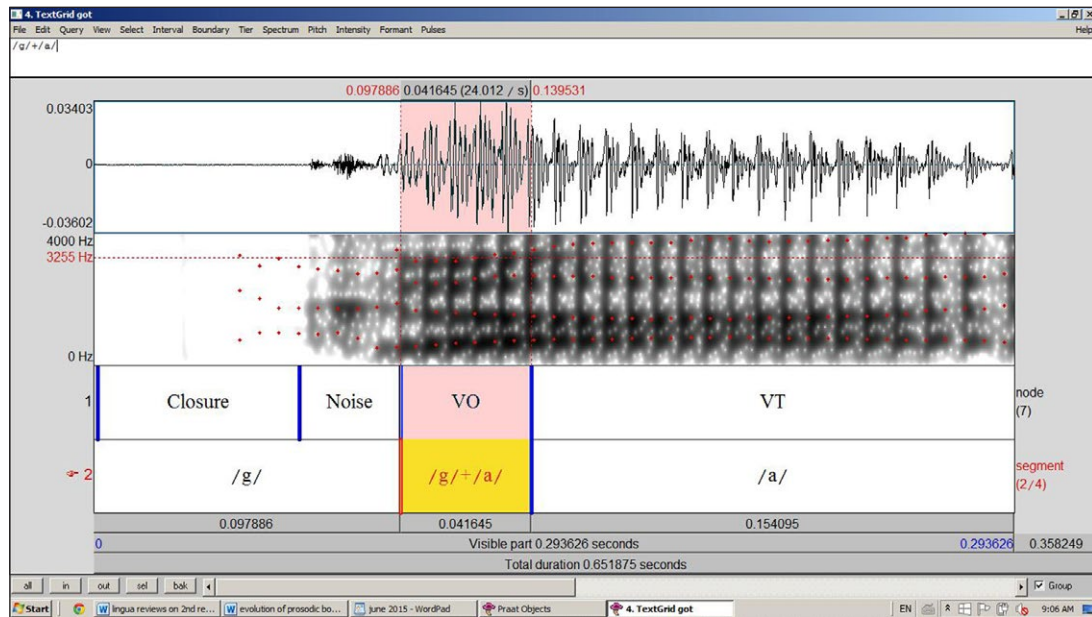 4. TextGrid got
File Edit Query View Select Interval Boundary Tier Spectrum Pitch Intensity Formant Pulses Help
/g/+/a/
0.097886 0.041645 (24.012 / s) 0.139531
0.03403
0
-0.03602
4000 Hz
3255 Hz
0 Hz
1 Closure Noise VO VT node
(7)
2 /g/ /g/+/a/ /a/ segment
(2/4)
0.097886 0.041645 0.154095
0 Visible part 0.293626 seconds 0.293626 0.358249
Total duration 0.651875 seconds
all in out sel bak Group
Start lingua reviews on 2nd re... evolution of prosodic bo... june 2015 - WordPad Praat Objects 4. TextGrid got EN 9:06 AM